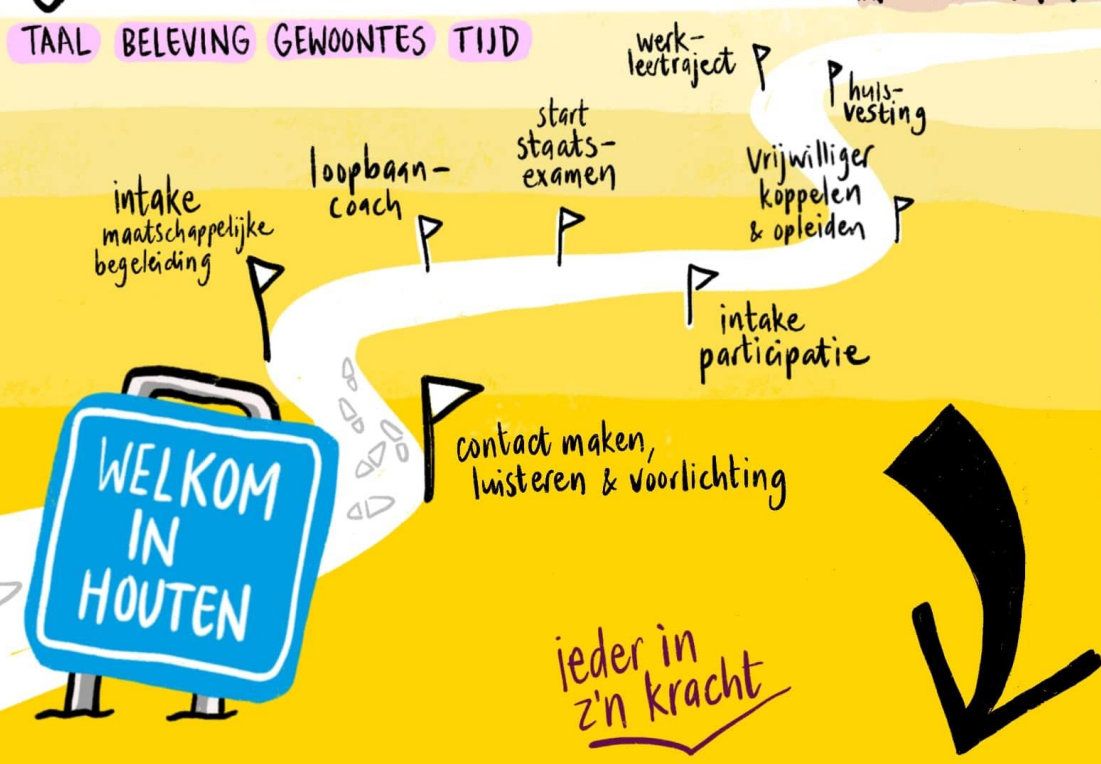 TAAL BELEVING GEWOONTES TIJD
werk-
leertraject
huis-
vesting
start
staats-
examen
Vrijwilliger
koppelen
& opleiden
loopbaan-
coach
intake
maatschappelijke
begeleiding
intake
participatie
contact maken,
luisteren & voorlichting
WELKOM
IN
HOUTEN
ieder in
z'n kracht